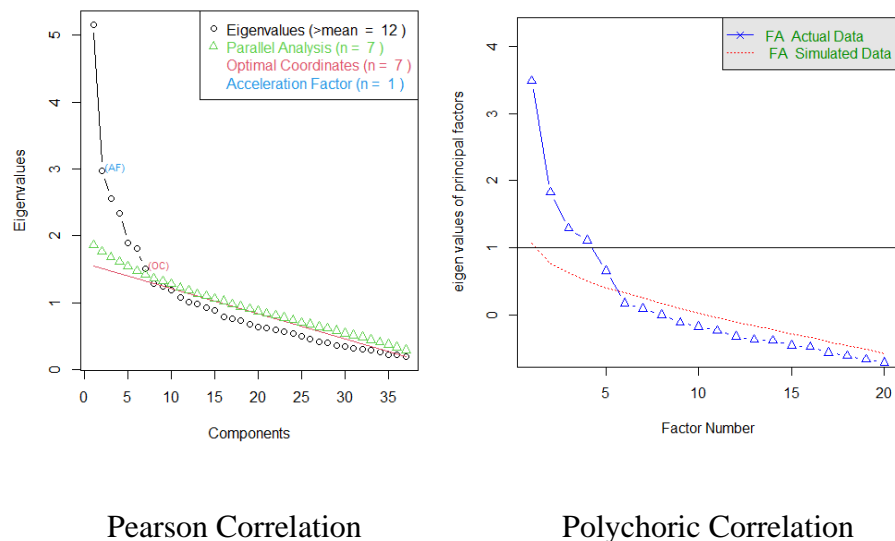 Eigenvalues (>mean = 12 )
Parallel Analysis (n = 7 )
Optimal Coordinates (n = 7 )
Acceleration Factor (n = 1 )
(AF)
(OC)
Eigenvalues
0
1
2
3
4
5
0 5 10 15 20 25 30 35
Components
FA Actual Data
FA Simulated Data
eigen values of principal factors
0
1
2
3
4
5 10 15 20
Factor Number
Pearson Correlation
Polychoric Correlation